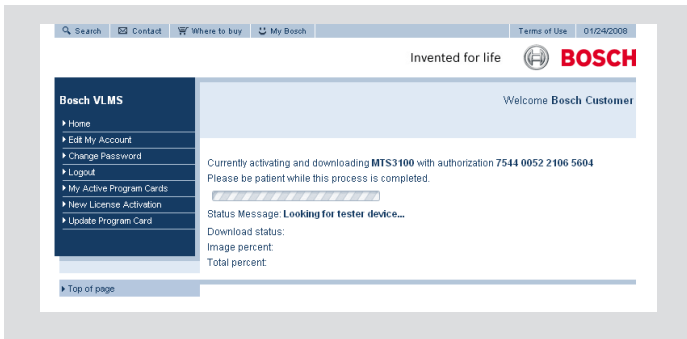 Search Contact Where to buy My Bosch Terms of Use 01/24/2008
Invented for life BOSCH
Bosch VLMS
Welcome Bosch Customer
Home
Edit My Account
Change Password
Logout
My Active Program Cards
New License Activation
Update Program Card
Currently activating and downloading MTS3100 with authorization 7544 0052 2106 5604
Please be patient while this process is completed.
Status Message: Looking for tester device...
Download status:
Image percent:
Total percent:
Top of page